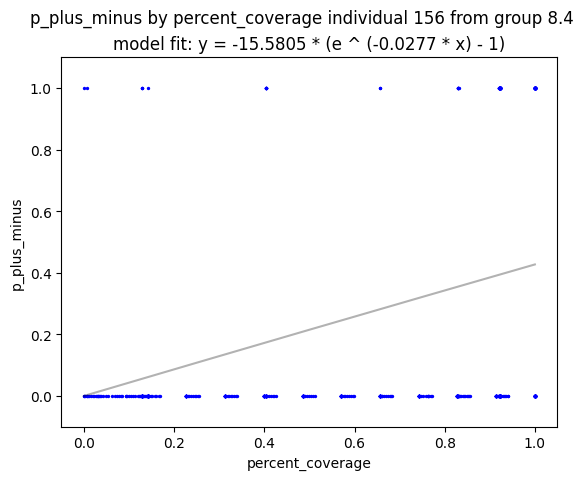 p_plus_minus by percent_coverage individual 156 from group 8.4
model fit: y = -15.5805 * (e ^ (-0.0277 * x) - 1)
1.0
0.8
0.6
0.4
0.2
0.0
p_plus_minus
0.0 0.2 0.4 0.6 0.8 1.0
percent_coverage